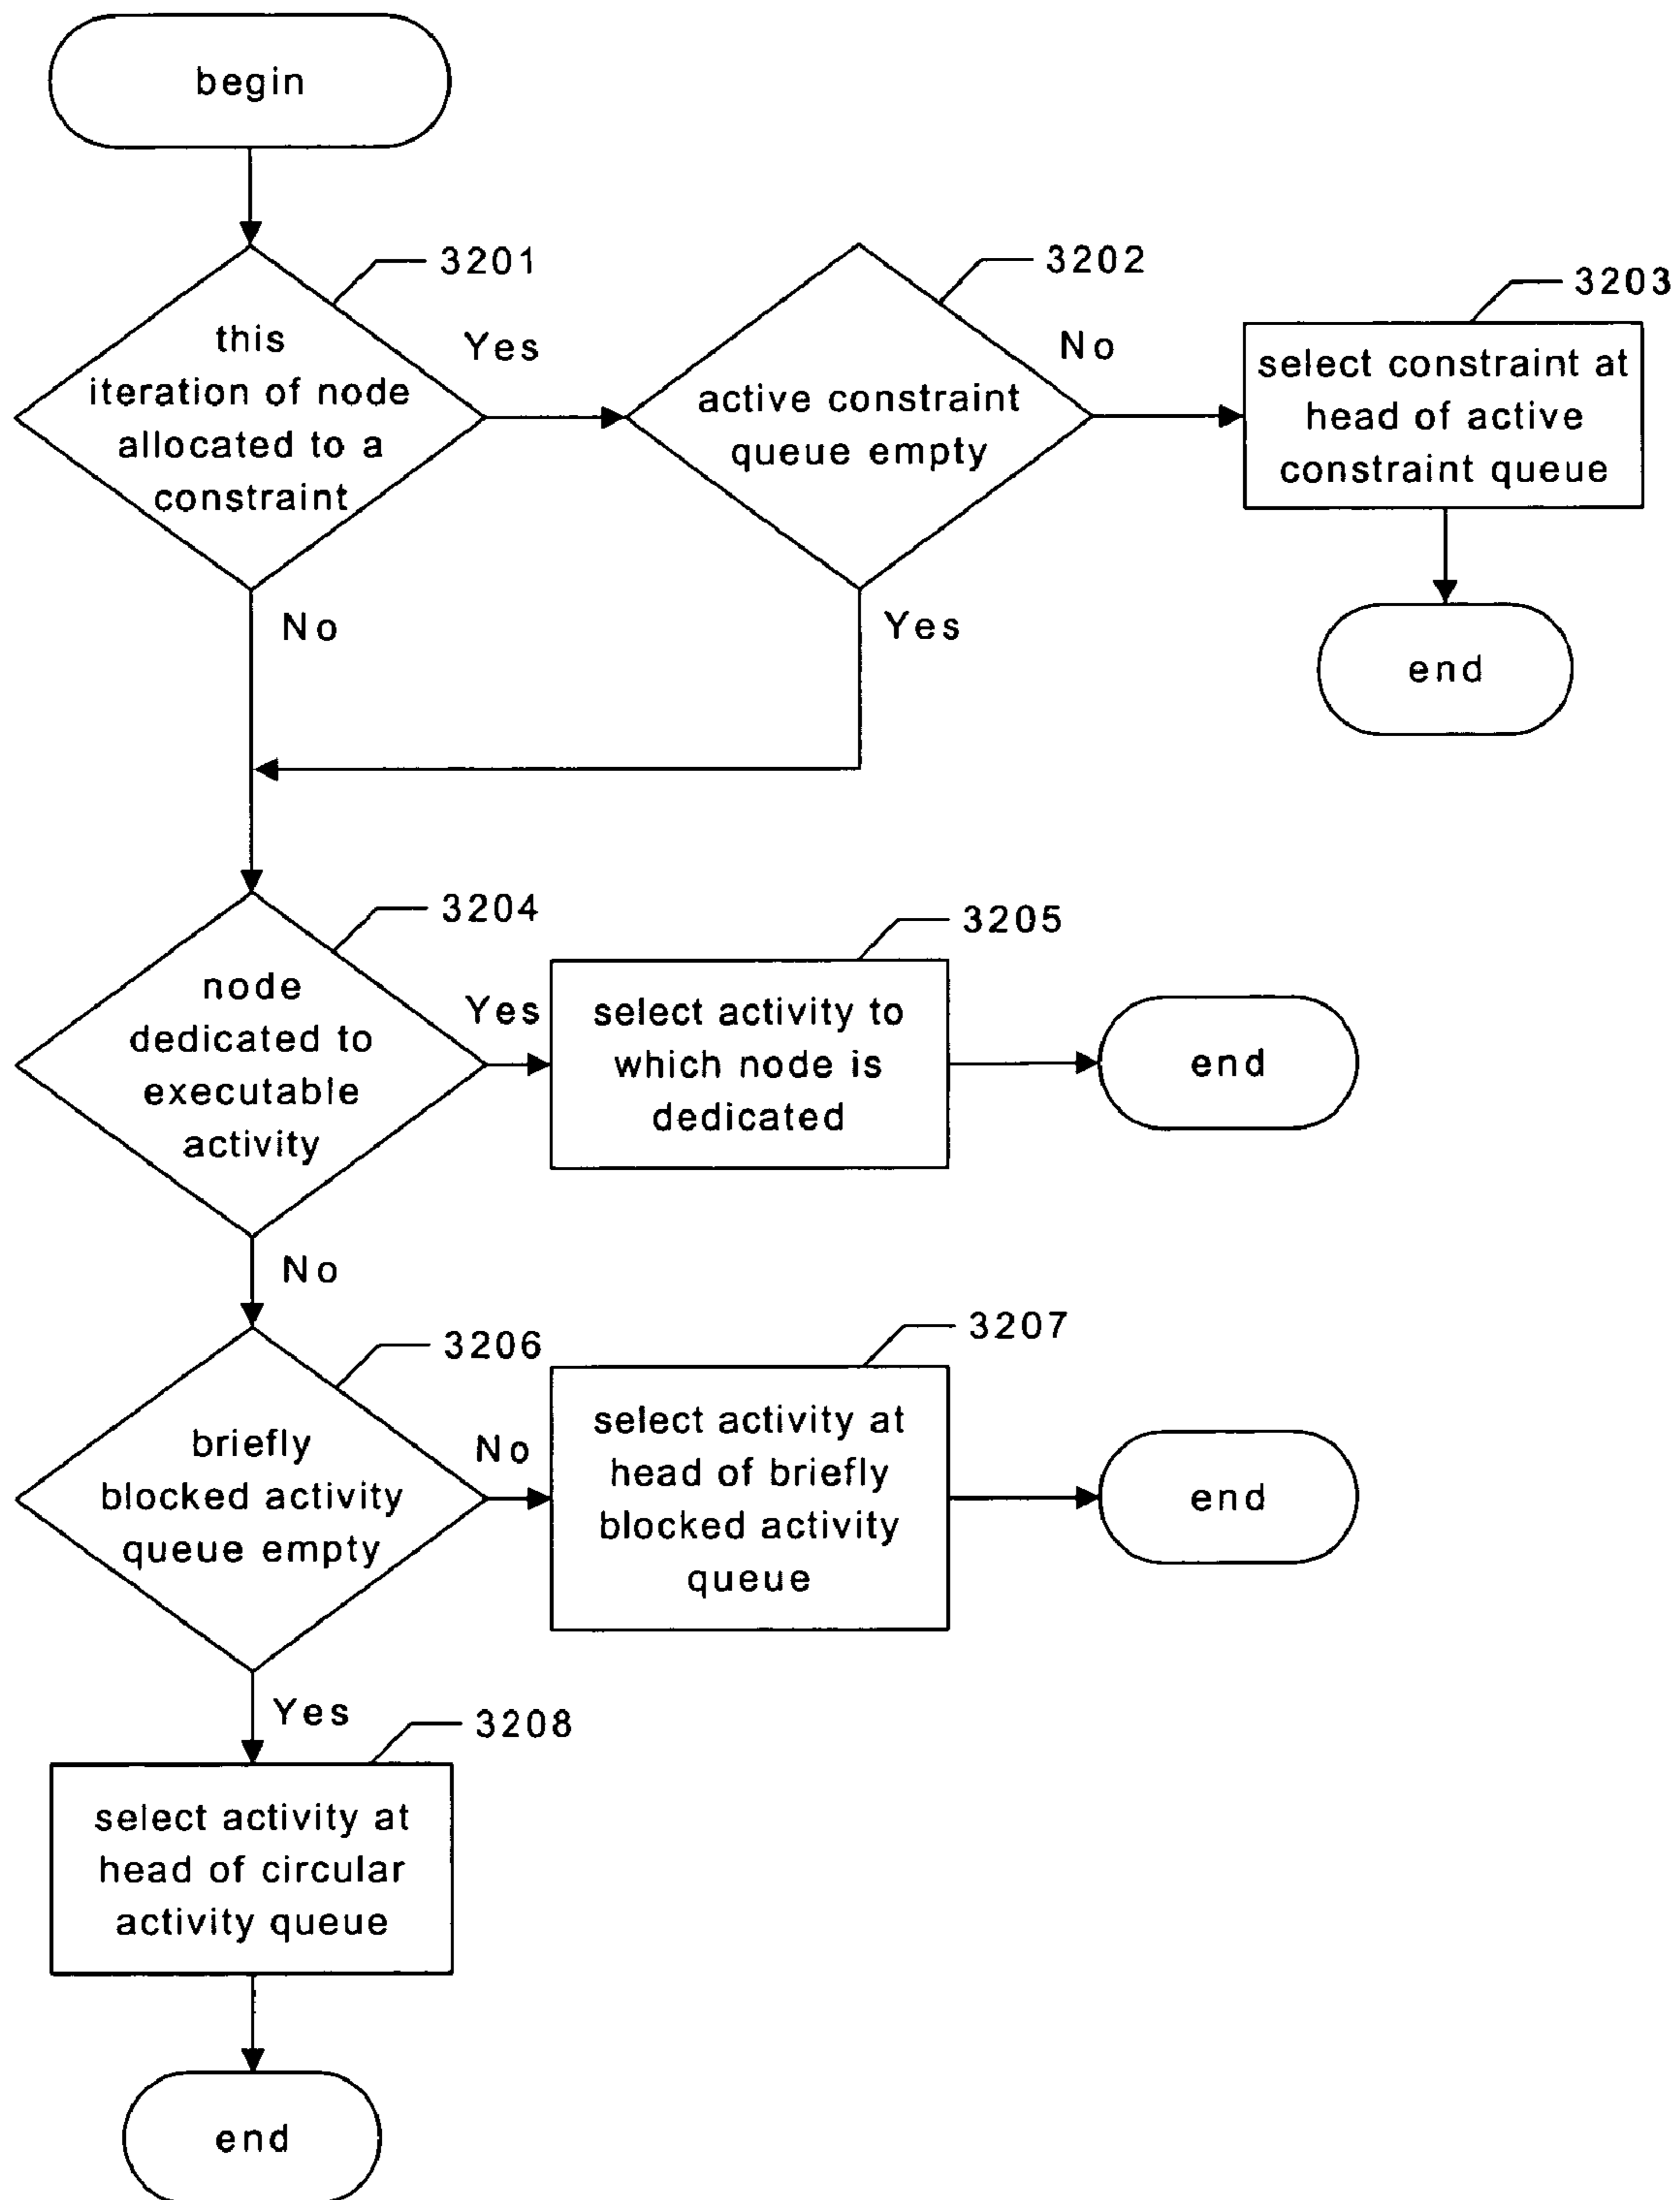 begin
3201
this
iteration of node
allocated to a
constraint
Yes
No
3202
active constraint
queue empty
No
Yes
3203
select constraint at
head of active
constraint queue
end
3204
node
dedicated to
executable
activity
Yes
No
3205
select activity to
which node is
dedicated
end
3206
briefly
blocked activity
queue empty
No
Yes
3207
select activity at
head of briefly
blocked activity
queue
end
3208
select activity at
head of circular
activity queue
end